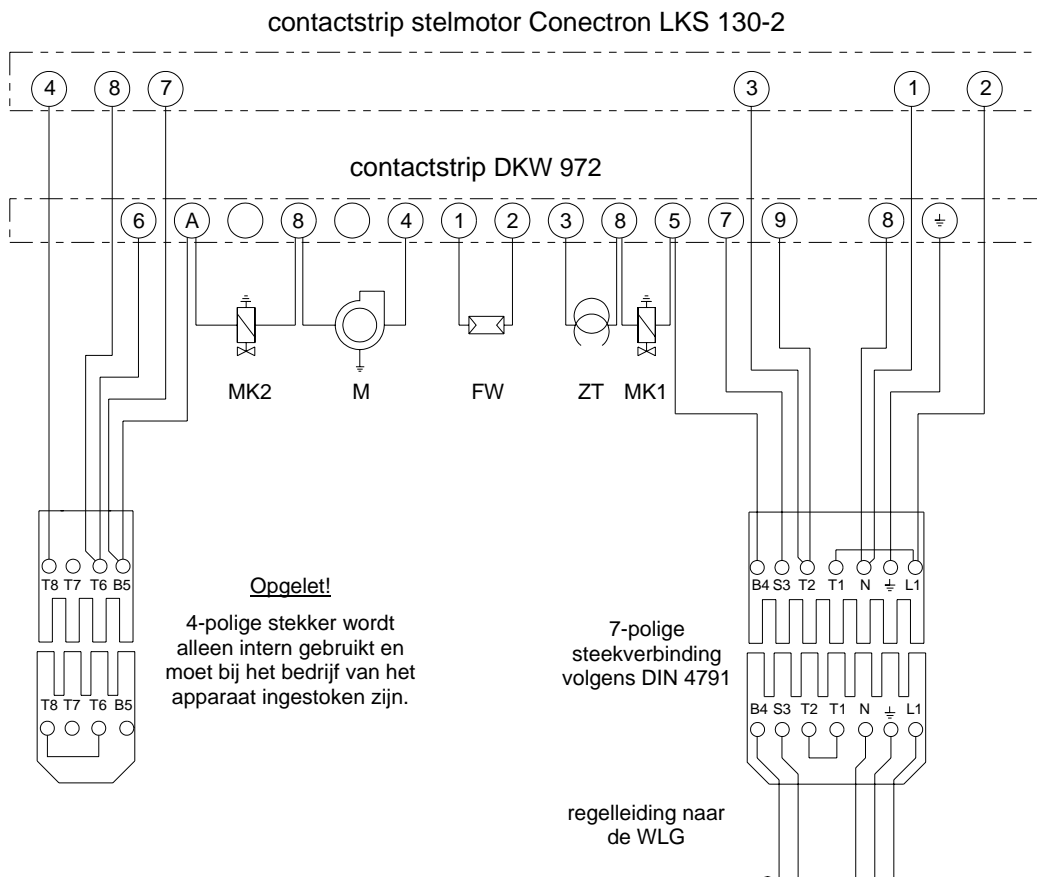 contactstrip stelmotor Conectron LKS 130-2
4 8 7 3 1 2
contactstrip DKW 972
6 A 8 4 1 2 3 8 5 7 9 8
MK2 M FW ZT MK1
T8 T7 T6 B5
B4 S3 T2 T1 N L1
Opgelet!
4-polige stekker wordt
alleen intern gebruikt en
moet bij het bedrijf van het
apparaat ingestoken zijn.
7-polige
steekverbinding
volgens DIN 4791
T8 T7 T6 B5
B4 S3 T2 T1 N L1
regelleiding naar
de WLG